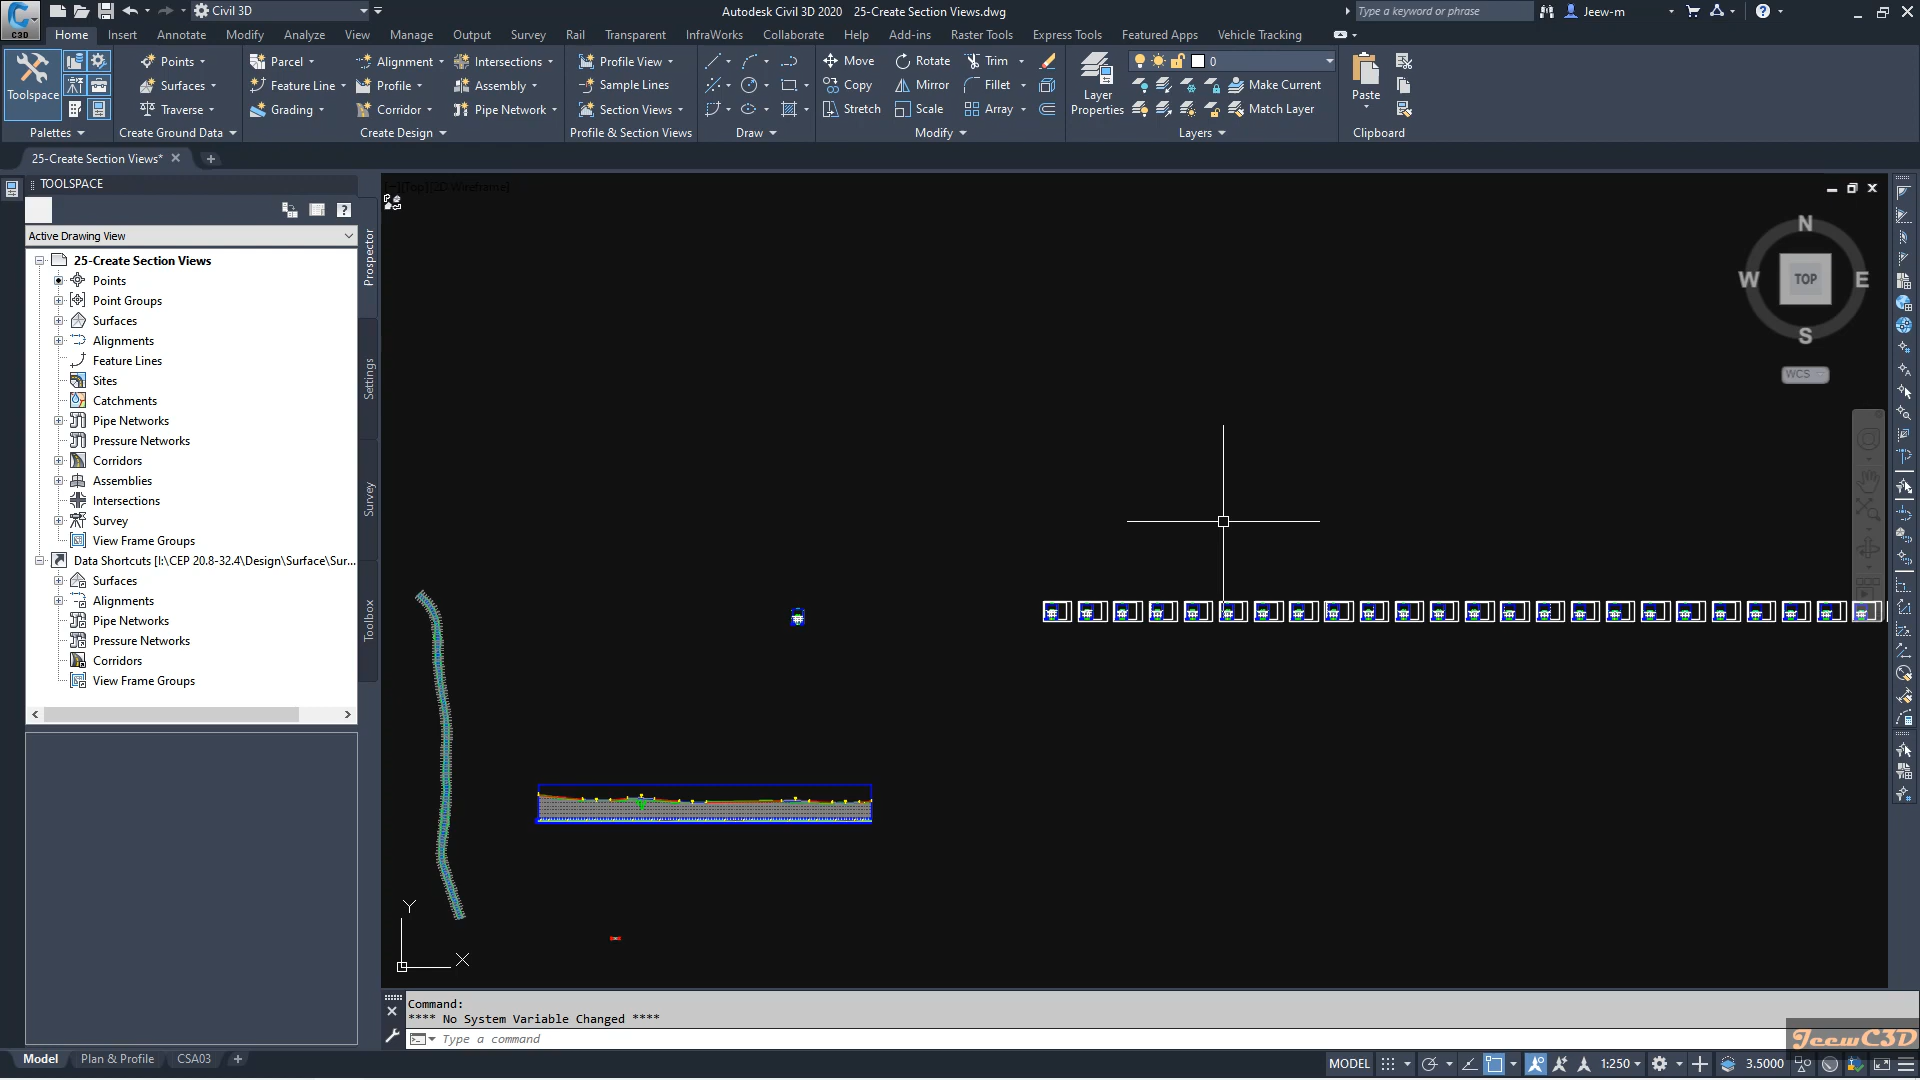 C3D
Civil 3D
Autodesk Civil 3D 2020 25-Create Section Views.dwg
Type a keyword or phrase
Jeew-m
Home Insert Annotate Modify Analyze View Manage Output Survey Rail Transparent InfraWorks Collaborate Help Add-ins Raster Tools Express Tools Featured Apps Vehicle Tracking
Toolspace
Points
Surfaces
Traverse
Parcel
Feature Line
Grading
Alignment
Profile
Corridor
Intersections
Assembly
Pipe Network
Profile View
Sample Lines
Section Views
Move
Copy
Stretch
Rotate
Mirror
Scale
Trim
Fillet
Array
Layer
Properties
0
Make Current
Match Layer
Paste
Palettes
Create Ground Data
Create Design
Profile & Section Views
Draw
Modify
Layers
Clipboard
25-Create Section Views*
TOOLSPACE
Active Drawing View
25-Create Section Views
Points
Point Groups
Surfaces
Alignments
Feature Lines
Sites
Catchments
Pipe Networks
Pressure Networks
Corridors
Assemblies
Intersections
Survey
View Frame Groups
Data Shortcuts [I:\CEP 20.8-32.4\Design\Surface\Sur...
Surfaces
Alignments
Pipe Networks
Pressure Networks
Corridors
View Frame Groups
Prospector
Settings
Survey
Toolbox
[-][Top][2D Wireframe]
N
W TOP E
S
WCS
Y
X
Command:
**** No System Variable Changed ****
Type a command
JeewC3D
Model Plan & Profile CSA03
MODEL 1:250 3.5000